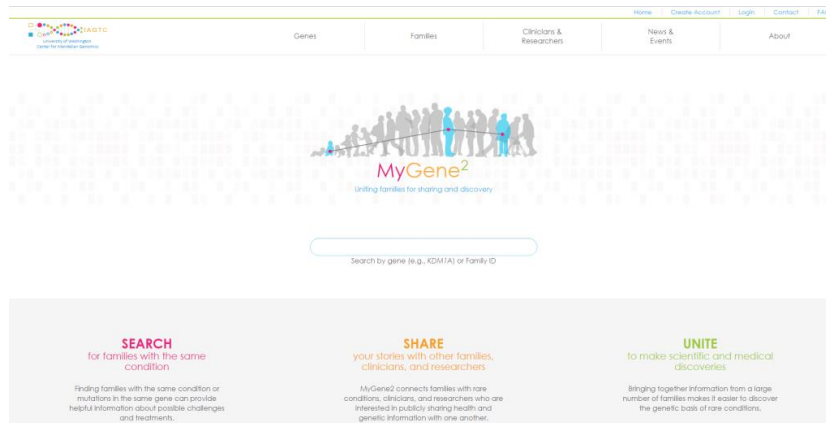 Home Create Account Login Contact FAQ
UNIAGTC
University of Washington
Center for Mendelian Genomics
Genes Families Clinicians & Researchers News & Events About
MyGene2
Uniting families for sharing and discovery
Search by gene (e.g., KDM1A) or Family ID
SEARCH
for families with the same
condition
Finding families with the same condition or
mutations in the same gene can provide
helpful information about possible challenges
and treatments.
SHARE
your stories with other families,
clinicians, and researchers
MyGene2 connects families with rare
conditions, clinicians, and researchers who are
interested in publicly sharing health and
genetic information with one another.
UNITE
to make scientific and medical
discoveries
Bringing together information from a large
number of families makes it easier to discover
the genetic basis of rare conditions.